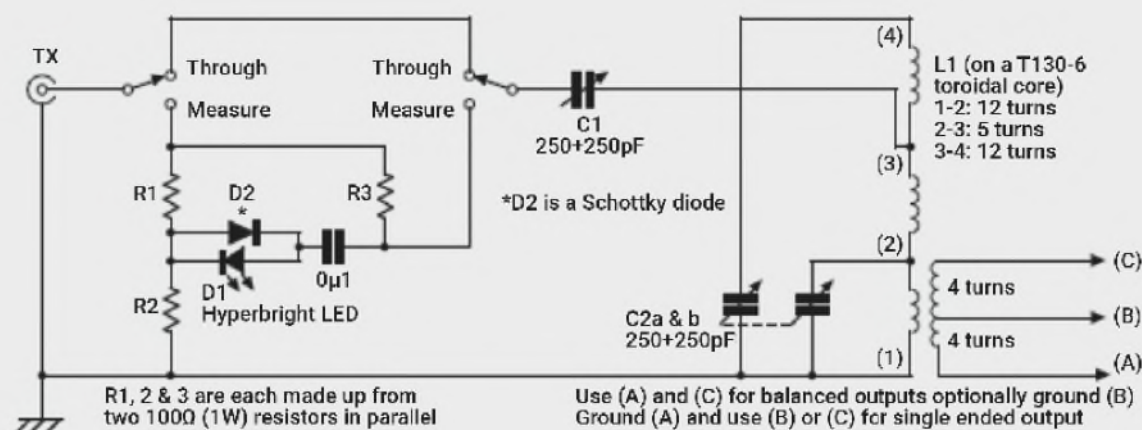 TX
Through
Measure
Through
Measure
C1
250+250pF
(4)
L1 (on a T130-6
toroidal core)
1-2: 12 turns
2-3: 5 turns
3-4: 12 turns
(3)
R1
D2
*
R3
*D2 is a Schottky diode
(2)
0µ1
D1
Hyperbright LED
R2
C2a & b
250+250pF
(1)
4 turns
4 turns
(C)
(B)
(A)
R1, 2 & 3 are each made up from
two 100Ω (1W) resistors in parallel
Use (A) and (C) for balanced outputs optionally ground (B)
Ground (A) and use (B) or (C) for single ended output